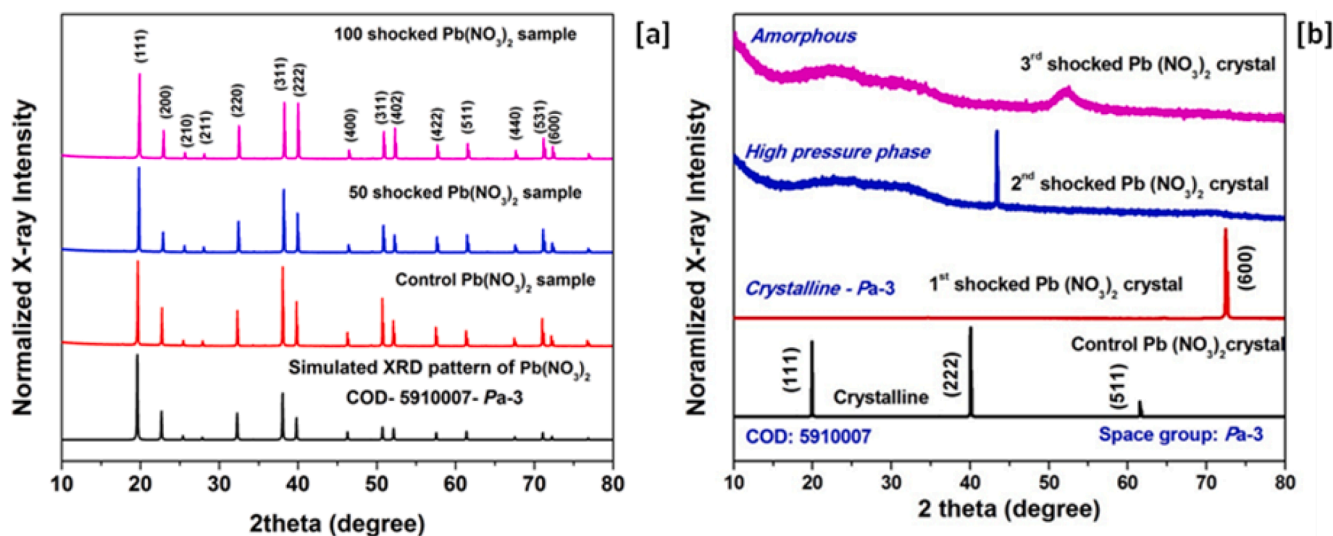 [a]
Normalized X-ray Intensity
100 shocked Pb(NO3)2 sample
(111)
(200)
(210)
(211)
(220)
(311)
(222)
(400)
(311)
(402)
(422)
(511)
(440)
(531)
(600)
50 shocked Pb(NO3)2 sample
Control Pb(NO3)2 sample
Simulated XRD pattern of Pb(NO3)2
COD- 5910007- Pa-3
10 20 30 40 50 60 70 80
2theta (degree)
[b]
Noramlized X-ray Intenisty
Amorphous
3rd shocked Pb (NO3)2 crystal
High pressure phase
2nd shocked Pb (NO3)2 crystal
Crystalline - Pa-3
1st shocked Pb (NO3)2 crystal
(600)
Control Pb (NO3)2crystal
(111)
Crystalline
(222)
(511)
COD: 5910007
Space group: Pa-3
10 20 30 40 50 60 70 80
2 theta (degree)